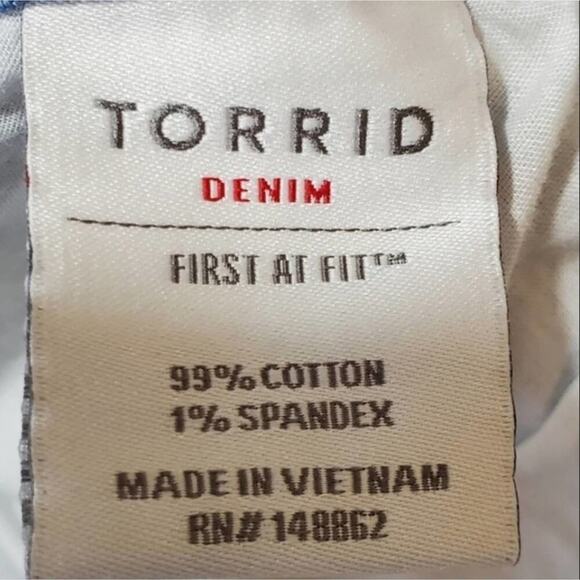 TORRID
DENIM
FIRST AT FIT™
99% COTTON
1% SPANDEX
MADE IN VIETNAM
RN# 148862